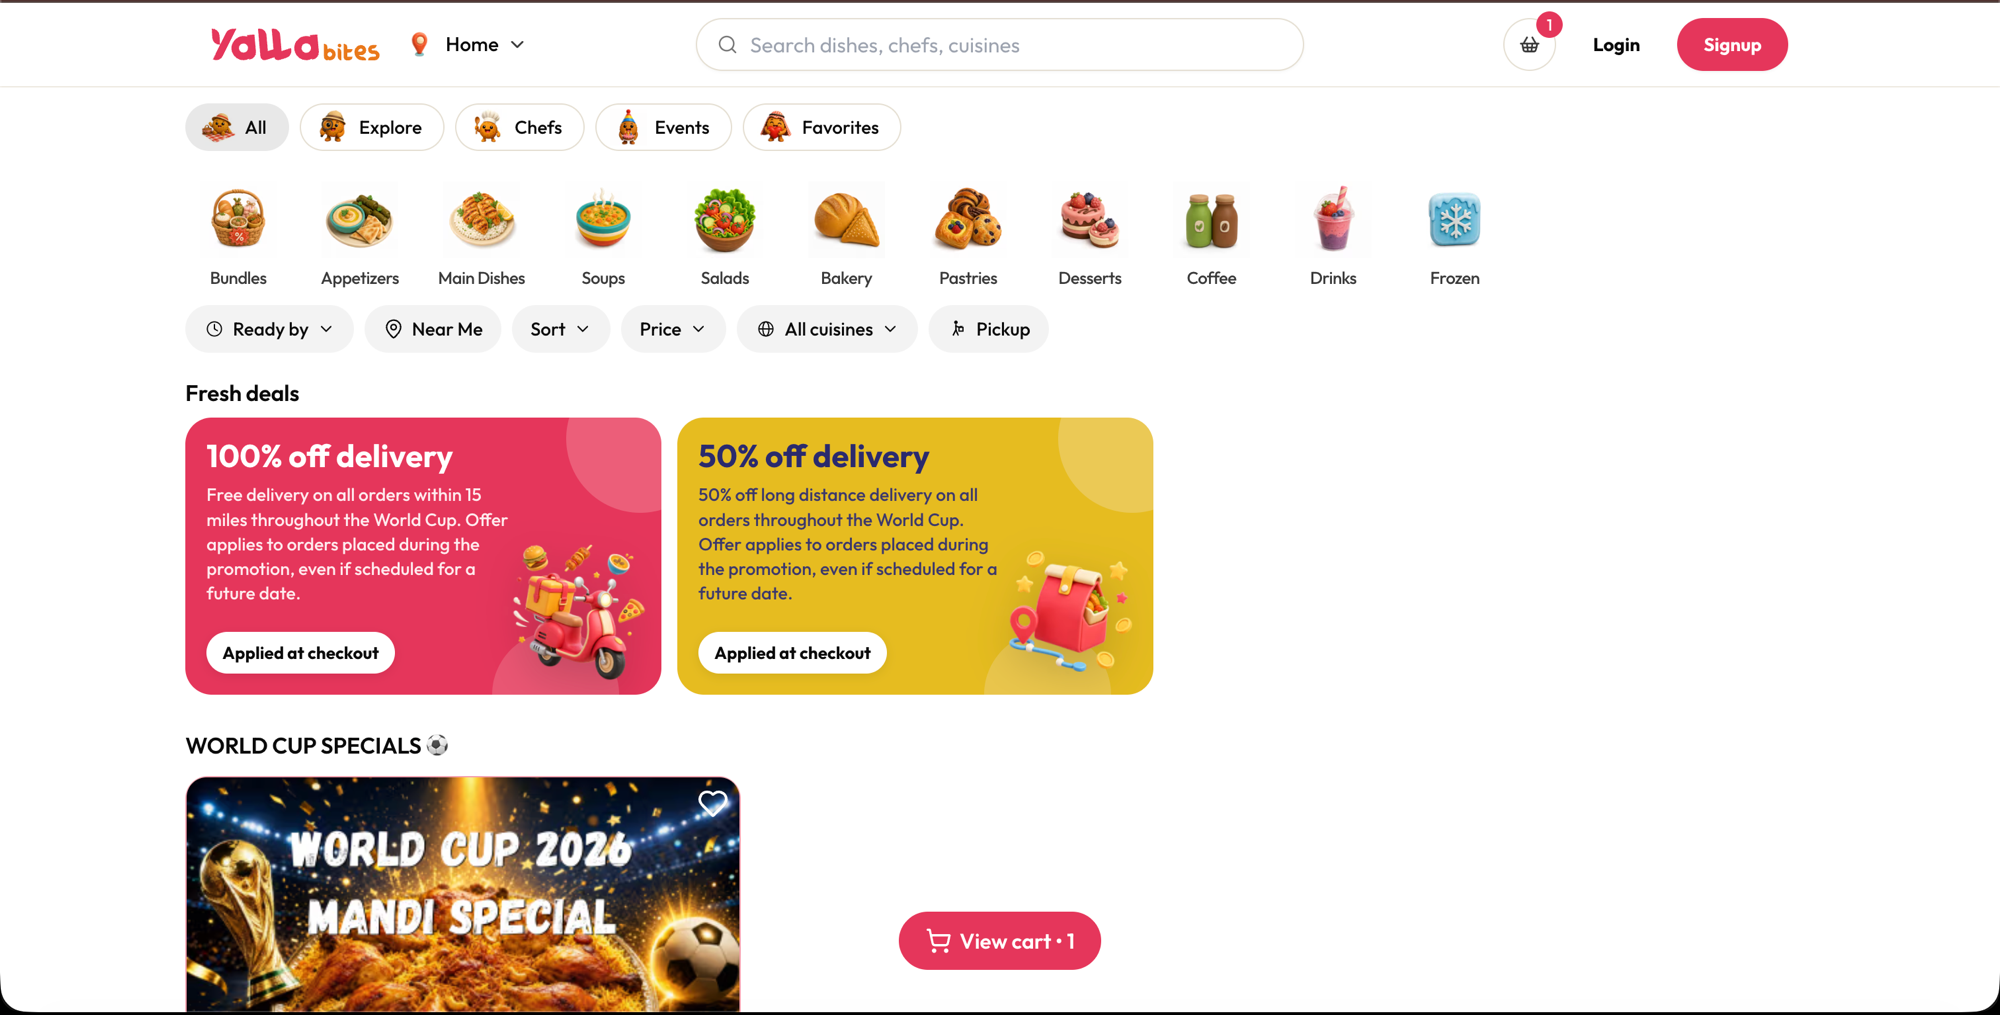 Yalla bites
Home
Search dishes, chefs, cuisines
1
Login
Signup
All
Explore
Chefs
Events
Favorites
Bundles
Appetizers
Main Dishes
Soups
Salads
Bakery
Pastries
Desserts
Coffee
Drinks
Frozen
Ready by
Near Me
Sort
Price
All cuisines
Pickup
Fresh deals
100% off delivery
Free delivery on all orders within 15
miles throughout the World Cup. Offer
applies to orders placed during the
promotion, even if scheduled for a
future date.
Applied at checkout
50% off delivery
50% off long distance delivery on all
orders throughout the World Cup.
Offer applies to orders placed during
the promotion, even if scheduled for a
future date.
Applied at checkout
WORLD CUP SPECIALS ⚽
WORLD CUP 2026
MANDI SPECIAL
View cart • 1